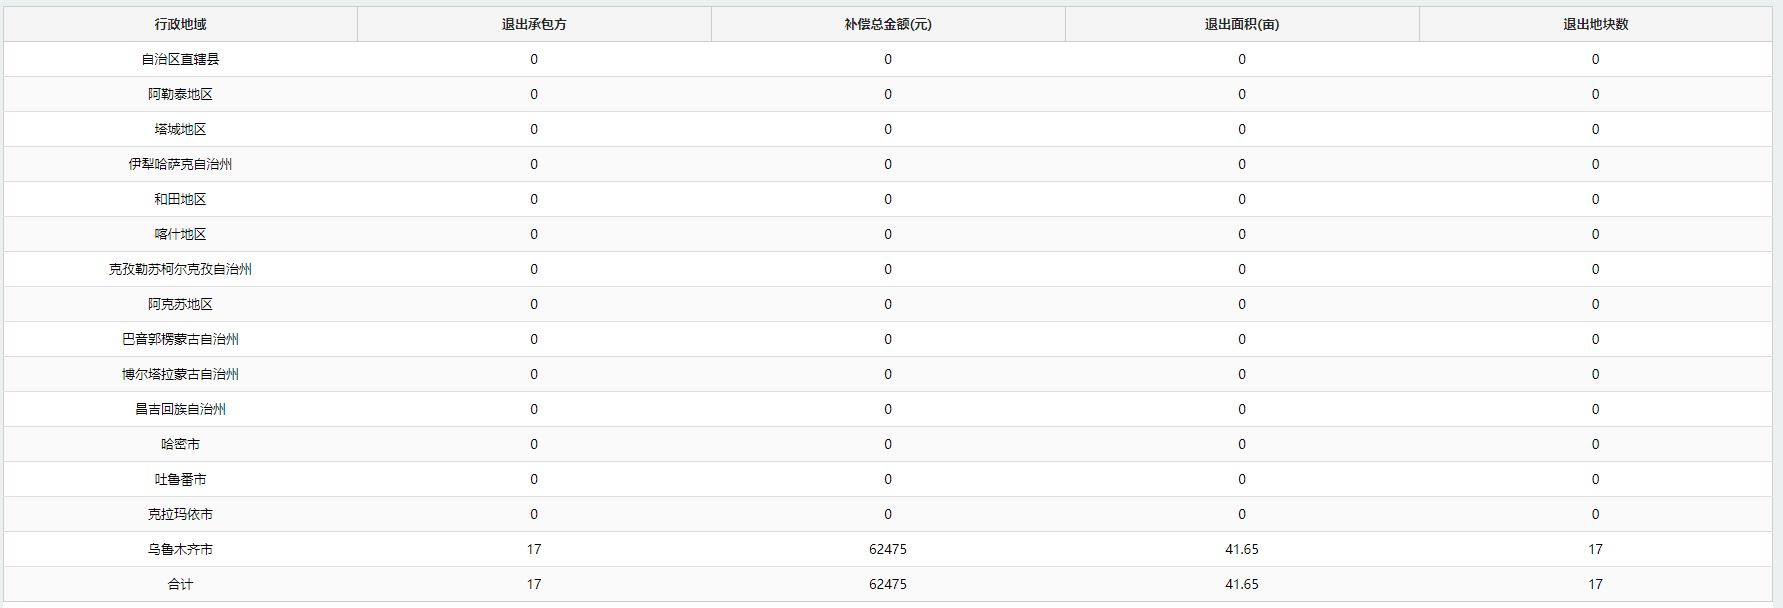 行政地域 退出承包方 补偿总金额(元) 退出面积(亩) 退出地块数
自治区直辖县 0 0 0 0
阿勒泰地区 0 0 0 0
塔城地区 0 0 0 0
伊犁哈萨克自治州 0 0 0 0
和田地区 0 0 0 0
喀什地区 0 0 0 0
克孜勒苏柯尔克孜自治州 0 0 0 0
阿克苏地区 0 0 0 0
巴音郭楞蒙古自治州 0 0 0 0
博尔塔拉蒙古自治州 0 0 0 0
昌吉回族自治州 0 0 0 0
哈密市 0 0 0 0
吐鲁番市 0 0 0 0
克拉玛依市 0 0 0 0
乌鲁木齐市 17 62475 41.65 17
合计 17 62475 41.65 17